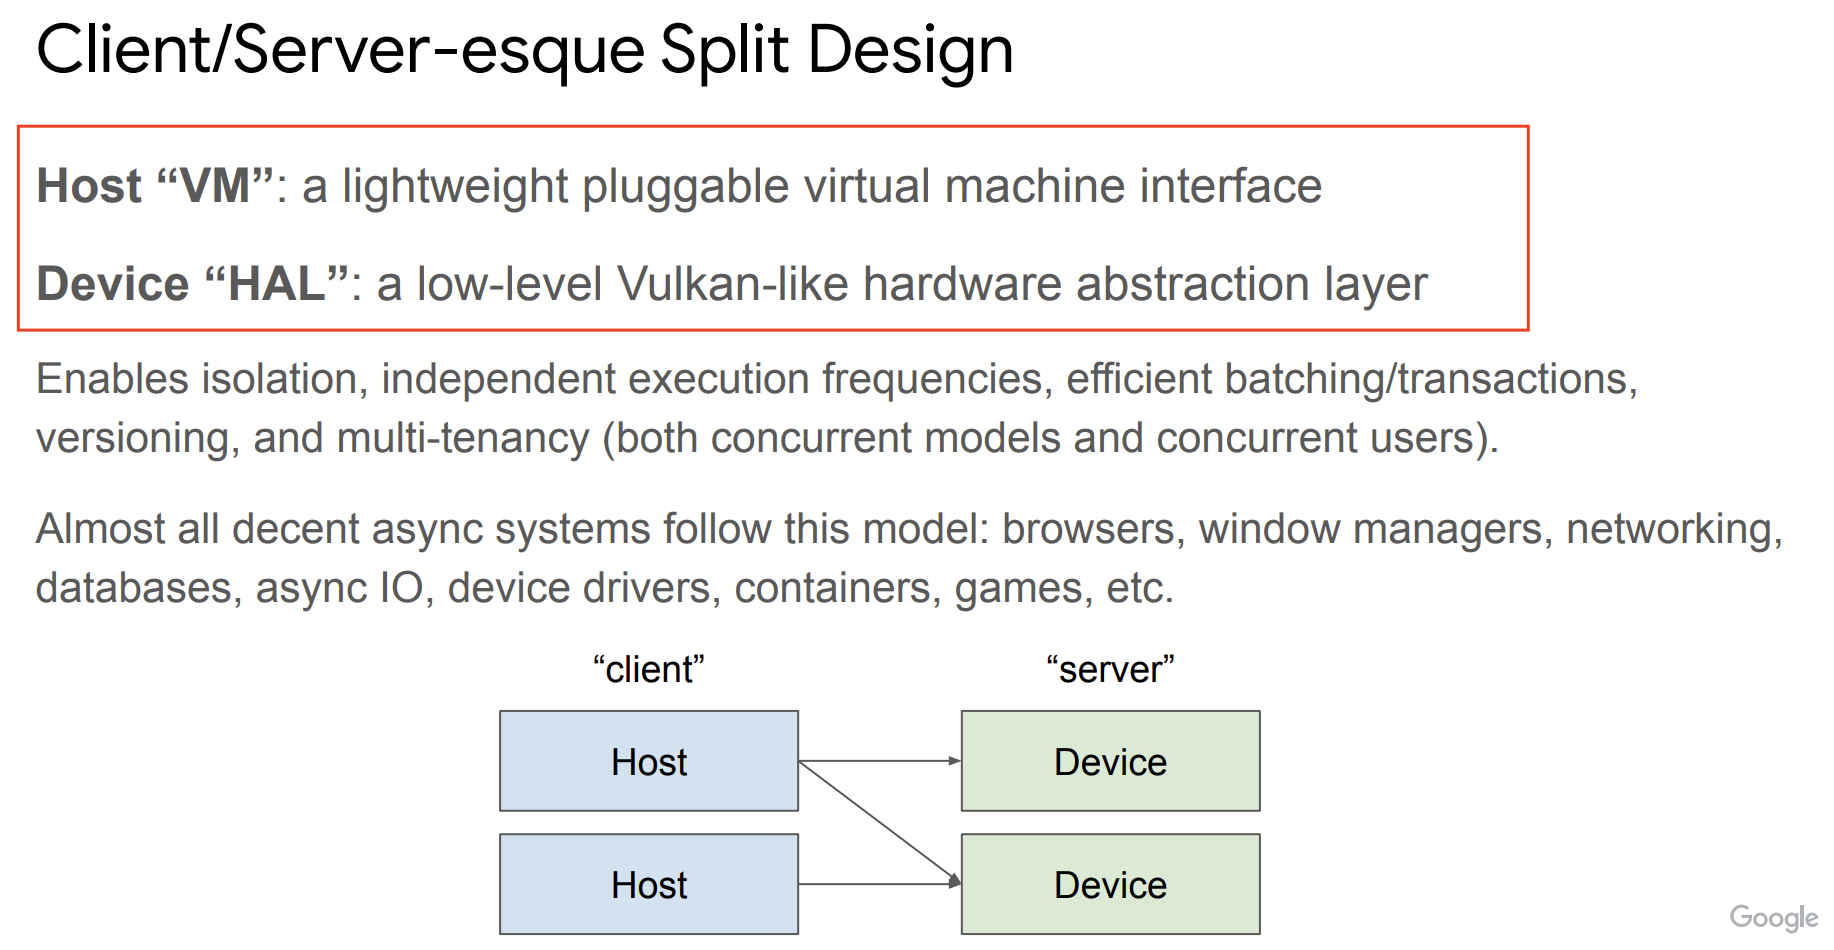 Client/Server-esque Split Design
Host “VM”: a lightweight pluggable virtual machine interface
Device “HAL”: a low-level Vulkan-like hardware abstraction layer
Enables isolation, independent execution frequencies, efficient batching/transactions,
versioning, and multi-tenancy (both concurrent models and concurrent users).
Almost all decent async systems follow this model: browsers, window managers, networking,
databases, async IO, device drivers, containers, games, etc.
“client” “server”
Host Device
Host Device
Google